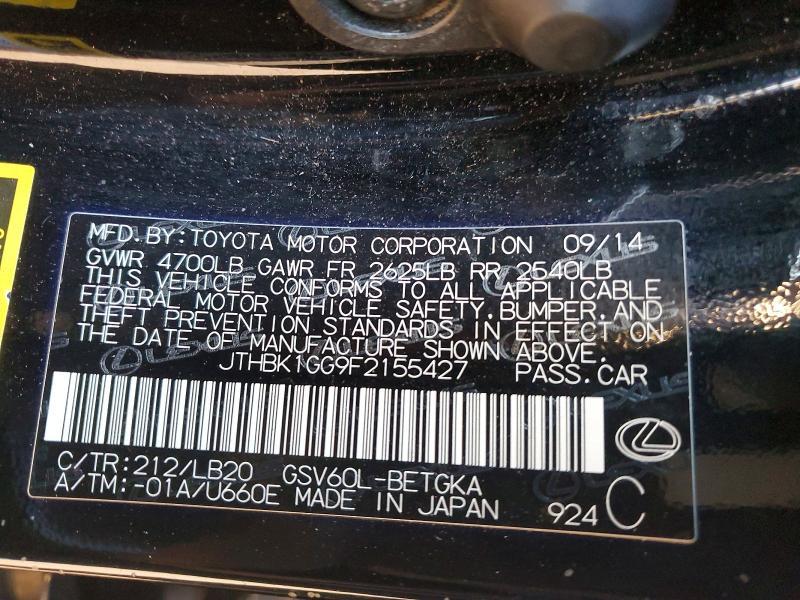 MFD.BY:TOYOTA MOTOR CORPORATION 09/14
GVWR 4700LB GAWR FR 2625LB RR 2540LB
THIS VEHICLE CONFORMS TO ALL APPLICABLE
FEDERAL MOTOR VEHICLE SAFETY,BUMPER,AND
THEFT PREVENTION STANDARDS IN EFFECT ON
THE DATE OF MANUFACTURE SHOWN ABOVE.
JTHBK1GG9F2155427 PASS.CAR
C/TR:212/LB20 GSV60L-BETGKA
A/TM:-01A/U660E MADE IN JAPAN 924 C